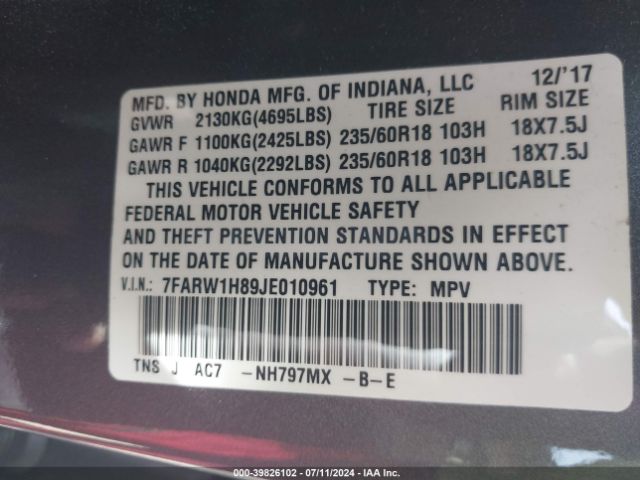 MFD. BY HONDA MFG. OF INDIANA, LLC 12/'17
GVWR 2130KG(4695LBS) TIRE SIZE RIM SIZE
GAWR F 1100KG(2425LBS) 235/60R18 103H 18X7.5J
GAWR R 1040KG(2292LBS) 235/60R18 103H 18X7.5J
THIS VEHICLE CONFORMS TO ALL APPLICABLE
FEDERAL MOTOR VEHICLE SAFETY
AND THEFT PREVENTION STANDARDS IN EFFECT
ON THE DATE OF MANUFACTURE SHOWN ABOVE.
V.I.N.: 7FARW1H89JE010961 TYPE: MPV
TNS J AC7 -NH797MX -B-E
000-39826102 - 07/11/2024 - IAA Inc.